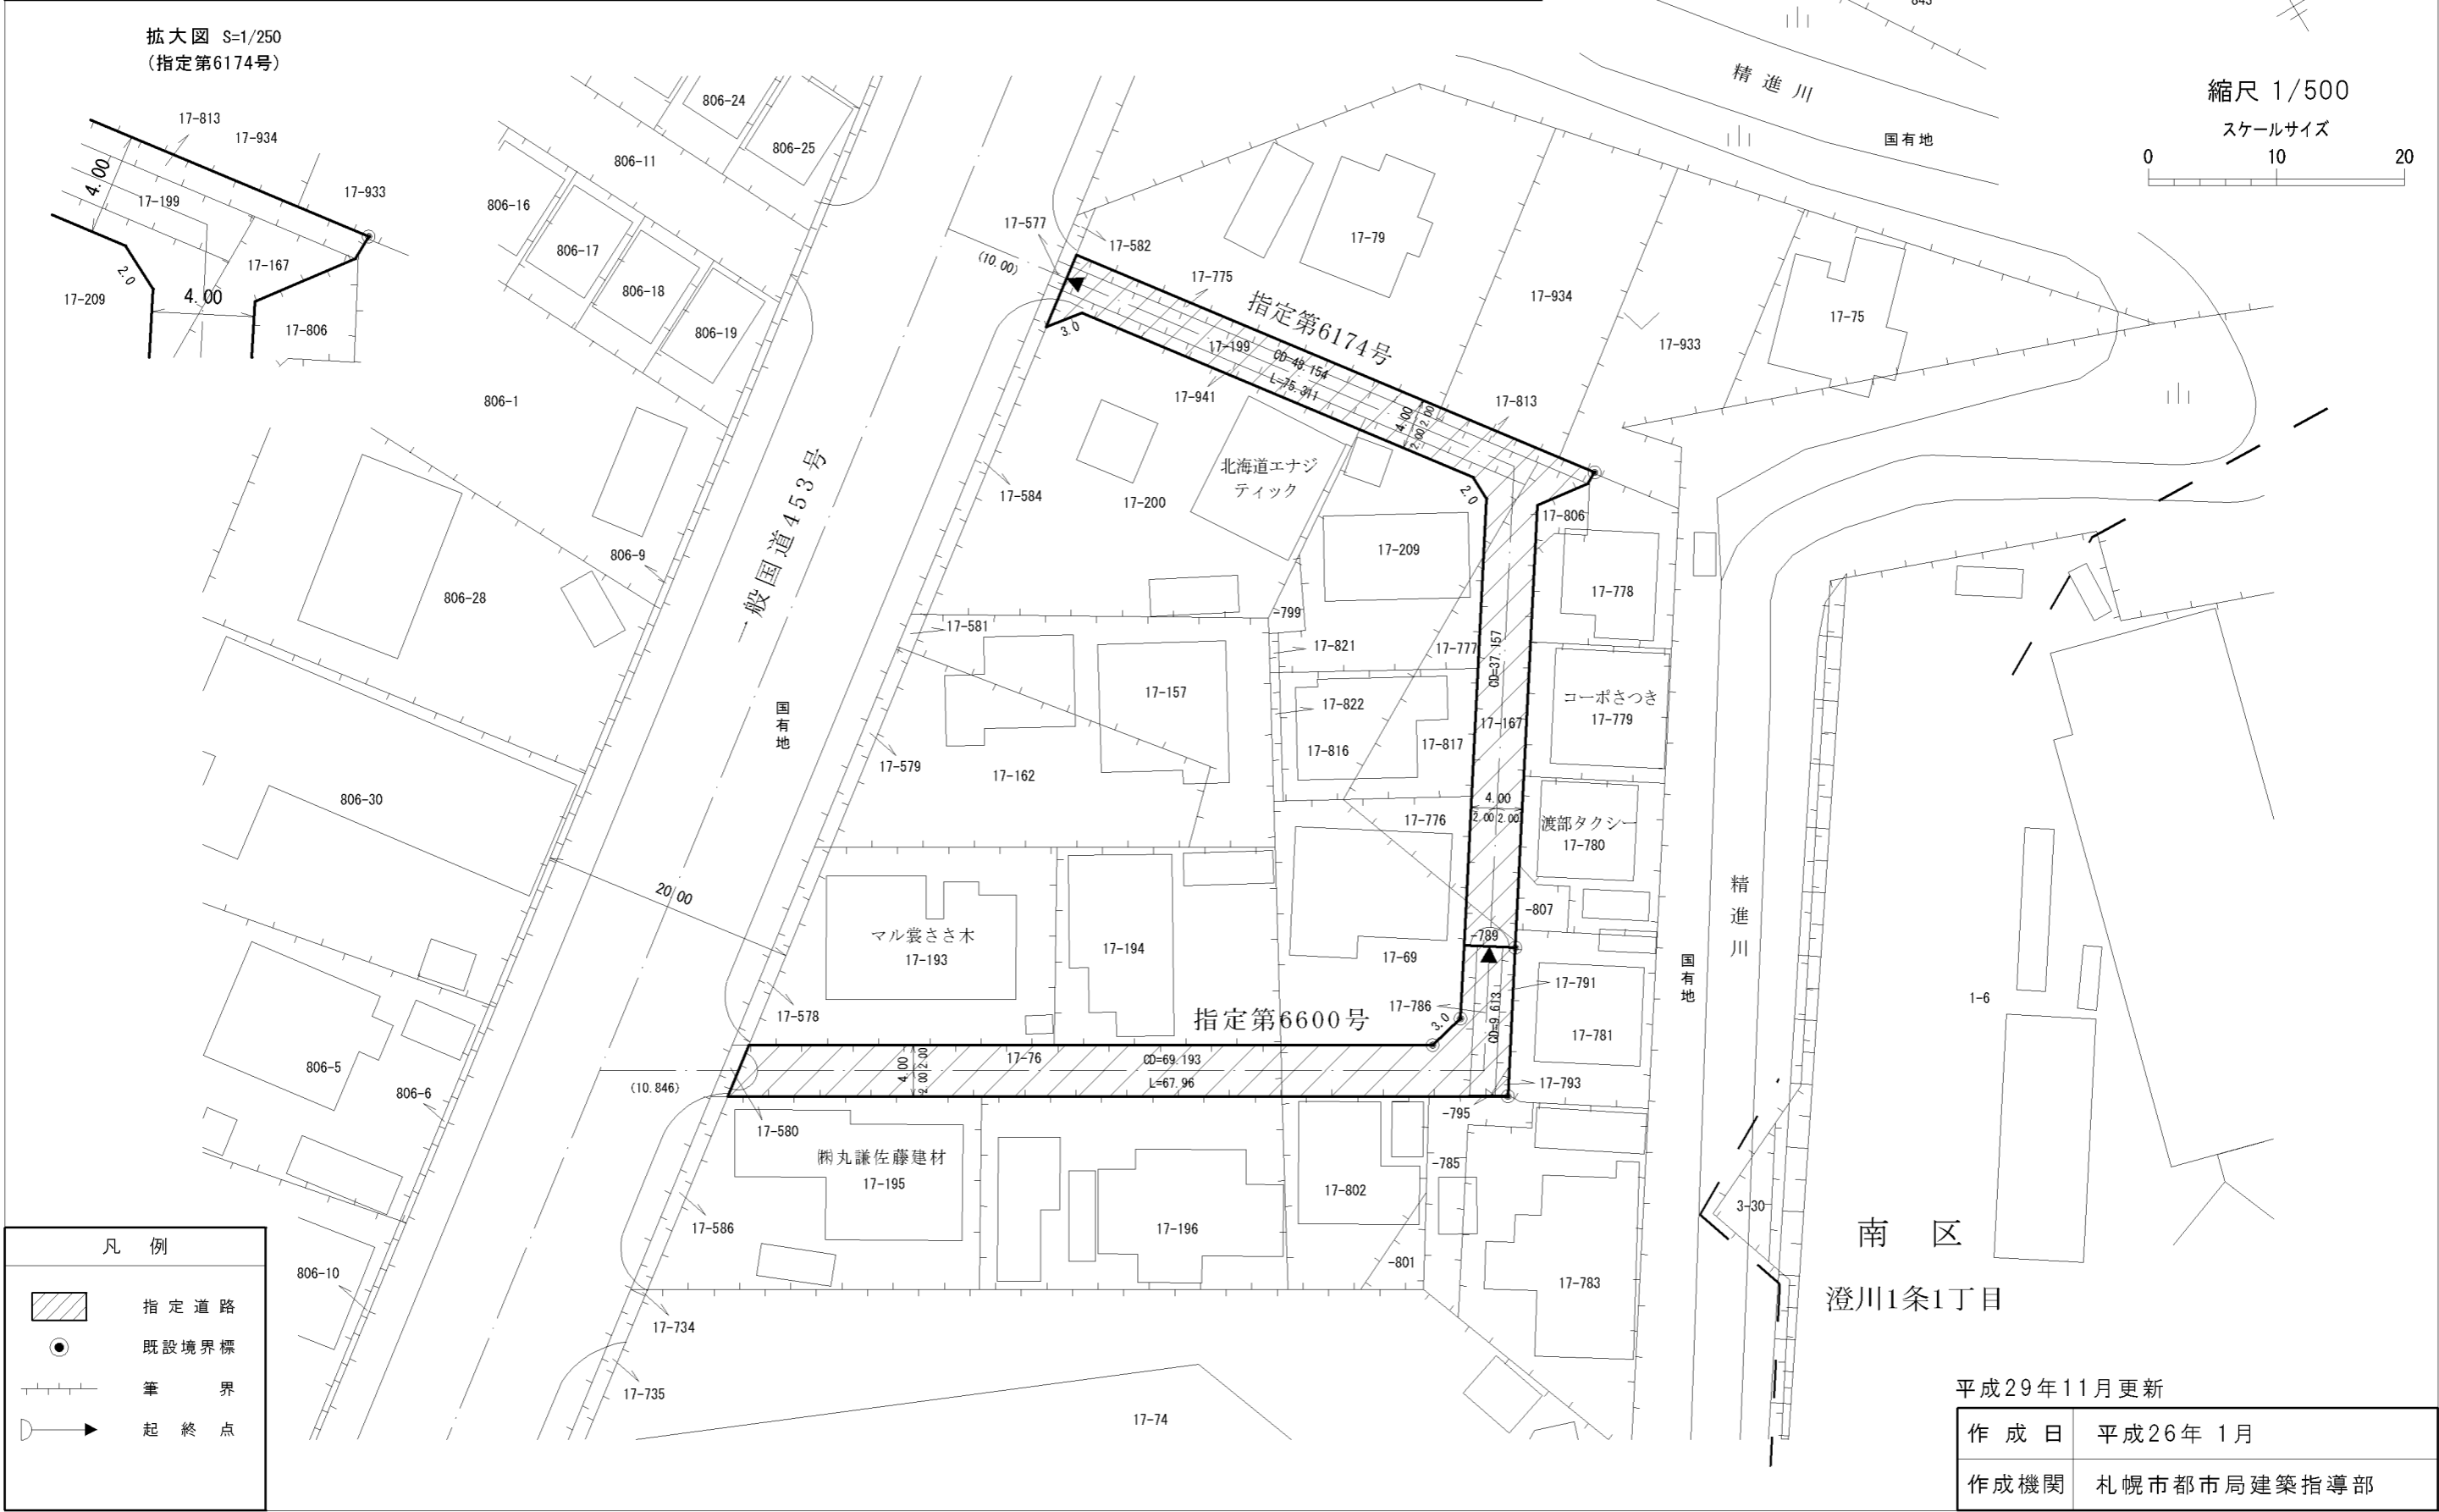 拡大図 S=1/250
(指定第6174号)
17-813
17-934
17-933
4.00
17-199
17-167
2.0
4.00
17-209
17-806
縮尺 1/500
スケールサイズ
0 10 20
精進川
国有地
806-24
806-25
806-11
806-16
806-17
806-18
806-19
806-1
806-9
806-28
806-30
806-5
806-6
806-10
一般国道453号
国有地
20.00
(10.00)
(10.846)
17-577
17-582
17-775
17-79
17-934
17-933
17-75
指定第6174号
3.0
17-199
CD=48.154
L=75.311
17-941
4.00
2.00 2.00
17-813
2.0
17-806
17-584
17-200
北海道エナジ
ティック
17-209
17-778
-799
17-581
17-821
17-777
CD=37.157
17-157
17-822
コーポさつき
17-779
17-167
17-816
17-817
17-579
17-162
4.00
2.00 2.00
17-776
渡部タクシー
17-780
精進川
-807
マル裳ささ木
17-193
17-194
-789
17-69
国有地
17-791
1-6
17-786
17-578
指定第6600号
3.0
CD=9.613
17-781
4.00
2.00 2.00
17-76
CD=69.193
L=67.96
17-793
-795
17-580
㈱丸謙佐藤建材
17-195
-785
17-802
17-586
17-196
-801
17-783
3-30
17-734
17-735
17-74
南区
澄川1条1丁目
凡例
指定道路
既設境界標
筆界
起終点
平成29年11月更新
作成日 平成26年 1月
作成機関 札幌市都市局建築指導部